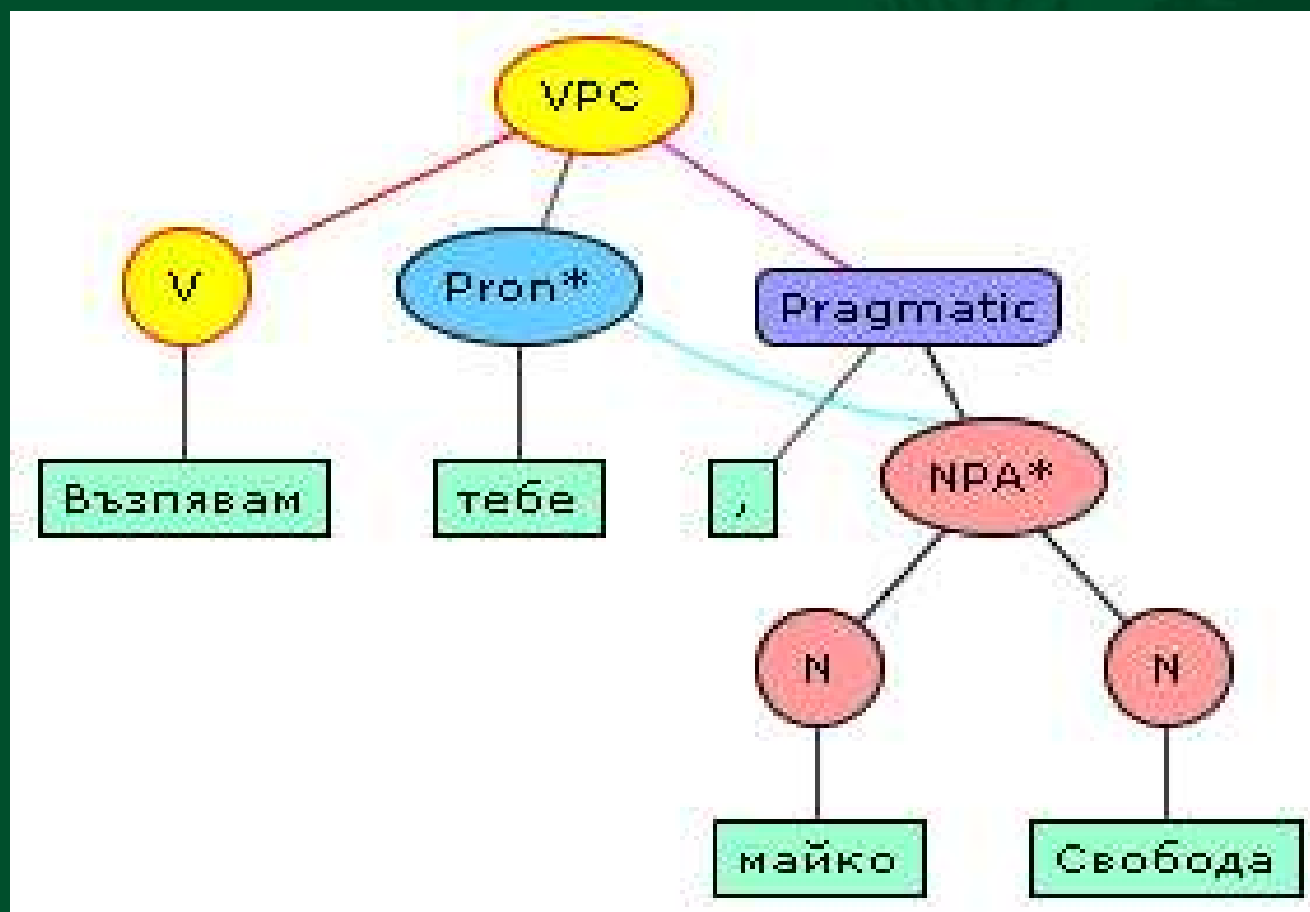 VPC
V
Pron*
Pragmatic
Възпявам
тебе
,
NPA*
N
N
майко
Свобода